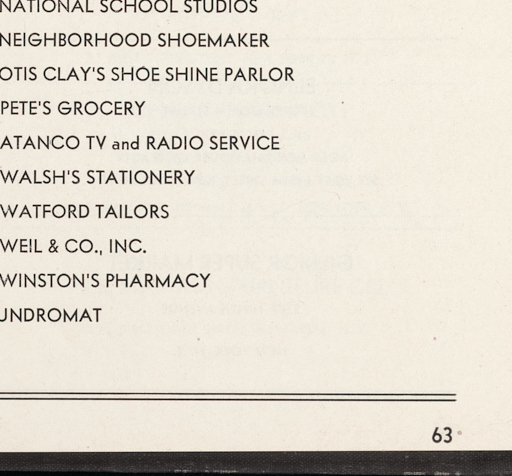 NATIONAL SCHOOL STUDIOS
NEIGHBORHOOD SHOEMAKER
OTIS CLAY'S SHOE SHINE PARLOR
PETE'S GROCERY
ATANCO TV and RADIO SERVICE
WALSH'S STATIONERY
WATFORD TAILORS
WEIL & CO., INC.
WINSTON'S PHARMACY
UNDROMAT
63